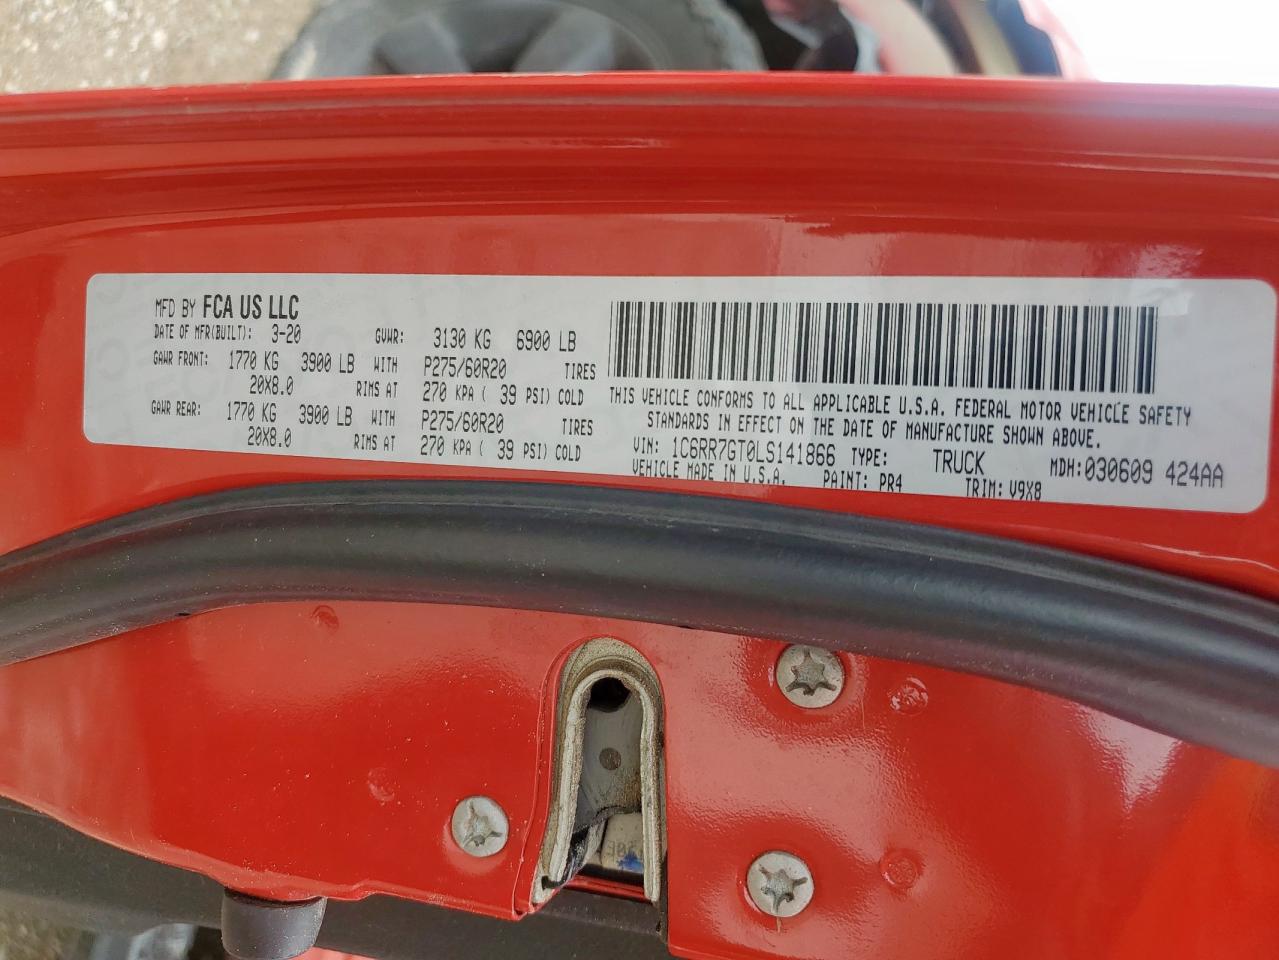 MFD BY FCA US LLC
DATE OF MFR(BUILT): 3-20 GVWR: 3130 KG 6900 LB
GAWR FRONT: 1770 KG 3900 LB WITH P275/60R20 TIRES
20X8.0 RIMS AT 270 KPA ( 39 PSI) COLD
GAWR REAR: 1770 KG 3900 LB WITH P275/60R20 TIRES
20X8.0 RIMS AT 270 KPA ( 39 PSI) COLD
THIS VEHICLE CONFORMS TO ALL APPLICABLE U.S.A. FEDERAL MOTOR VEHICLE SAFETY
STANDARDS IN EFFECT ON THE DATE OF MANUFACTURE SHOWN ABOVE.
VIN: 1C6RR7GT0LS141866 TYPE: TRUCK MDH: 030609 424AA
VEHICLE MADE IN U.S.A. PAINT: PR4 TRIM: V9X8